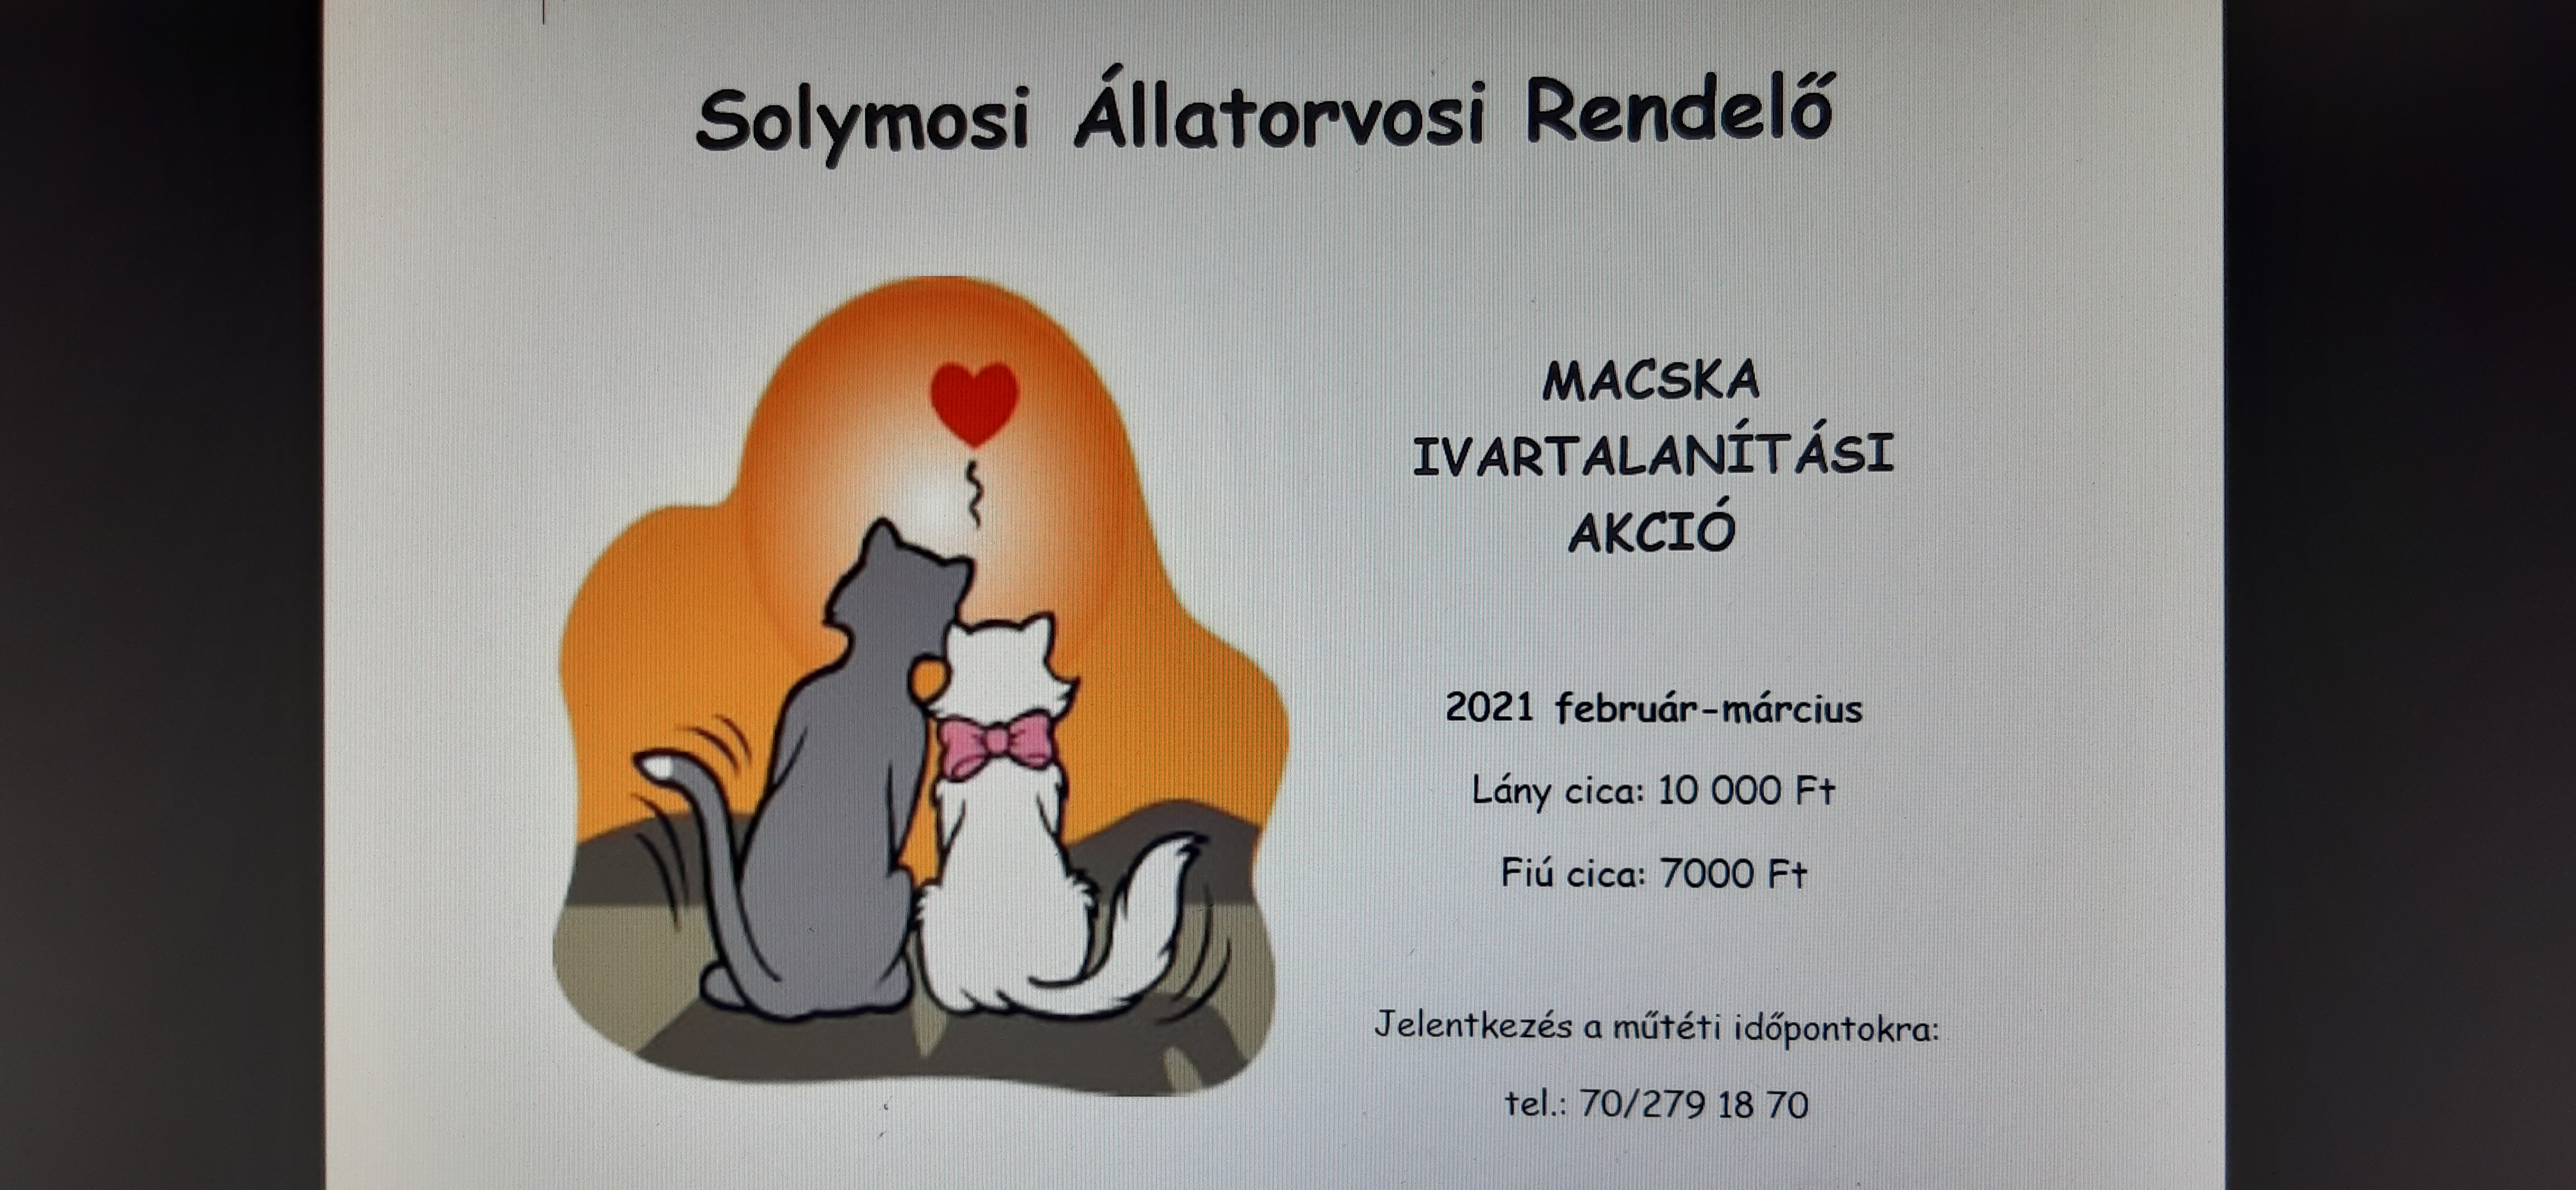 Solymosi Állatorvosi Rendelő
MACSKA
IVARTALANÍTÁSI
AKCIÓ
2021 február-március
Lány cica: 10 000 Ft
Fiú cica: 7000 Ft
Jelentkezés a műtéti időpontokra:
tel.: 70/279 18 70